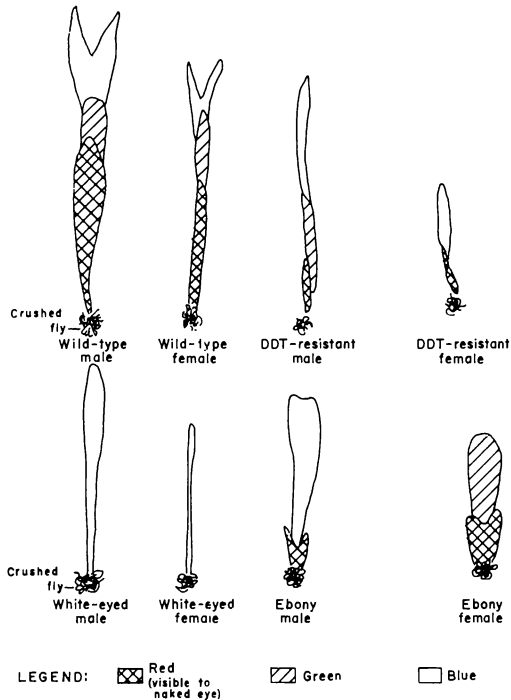 Crushed
fly
Wild-type
male
Wild-type
female
DDT-resistant
male
DDT-resistant
female
Crushed
fly
White-eyed
male
White-eyed
female
Ebony
male
Ebony
female
LEGEND:
Red
(visible to
naked eye)
Green
Blue